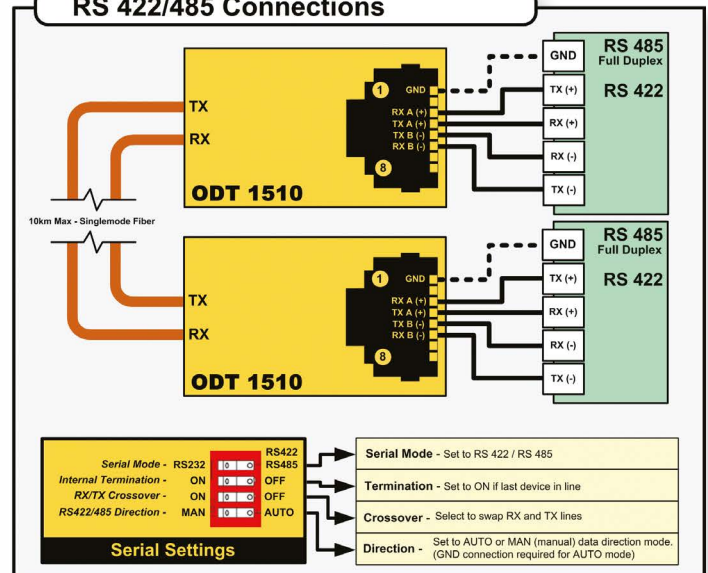 RS 422/485 Connections
TX
RX
ODT 1510
1
GND
RX A (+)
TX A (+)
TX B (-)
RX B (-)
8
GND
TX (+)
RX (+)
RX (-)
TX (-)
RS 485
Full Duplex
RS 422
10km Max - Singlemode Fiber
TX
RX
ODT 1510
1
GND
RX A (+)
TX A (+)
TX B (-)
RX B (-)
8
GND
TX (+)
RX (+)
RX (-)
TX (-)
RS 485
Full Duplex
RS 422
RS422
Serial Mode - RS232 RS485
Internal Termination - ON OFF
RX/TX Crossover - ON OFF
RS422/485 Direction - MAN AUTO
Serial Settings
Serial Mode - Set to RS 422 / RS 485
Termination - Set to ON if last device in line
Crossover - Select to swap RX and TX lines
Direction - Set to AUTO or MAN (manual) data direction mode.
(GND connection required for AUTO mode)